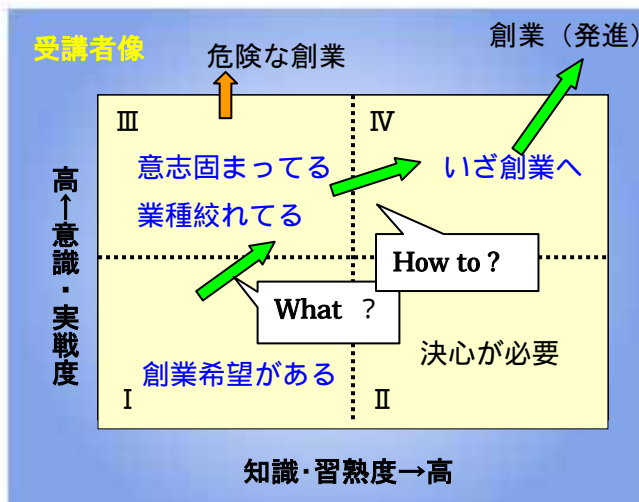 受講者像
危険な創業
創業（発進）
Ⅲ
Ⅳ
意志固まってる
業種絞れてる
いざ創業へ
How to？
What ？
創業希望がある
決心が必要
Ⅰ
Ⅱ
高←意識・実戦度
知識・習熟度→高